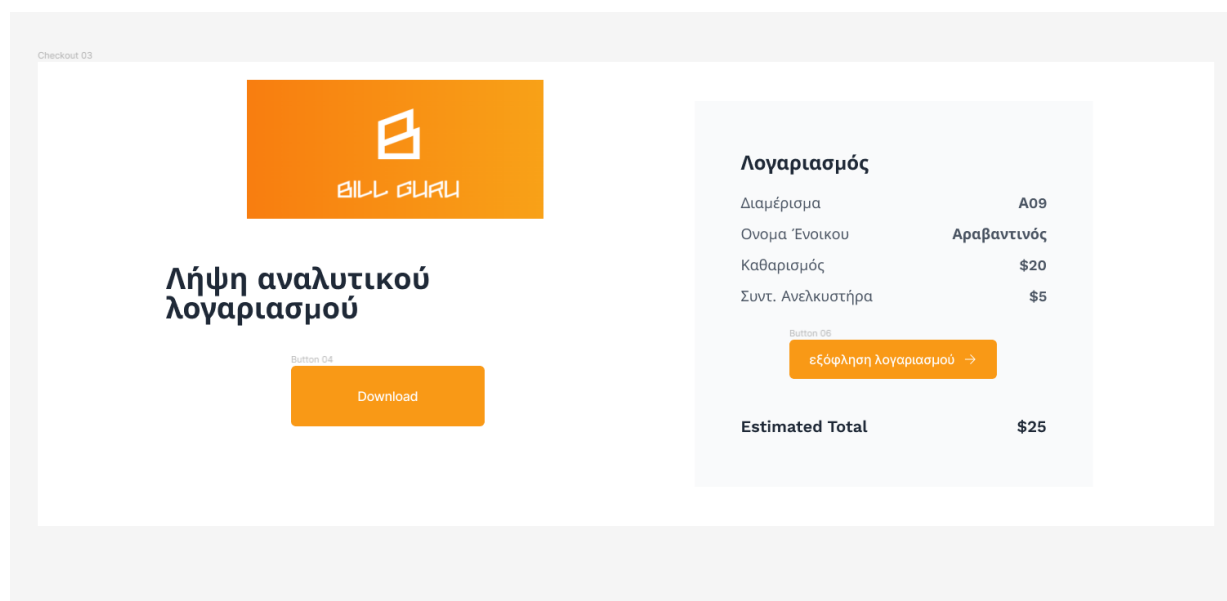 Checkout 03
BILL GURU
Λήψη αναλυτικού
λογαριασμού
Button 04
Download
Λογαριασμός
Διαμέρισμα A09
Ονομα Ένοικου Αραβαντινός
Καθαρισμός $20
Συντ. Ανελκυστήρα $5
Button 06
εξόφληση λογαριασμού →
Estimated Total $25